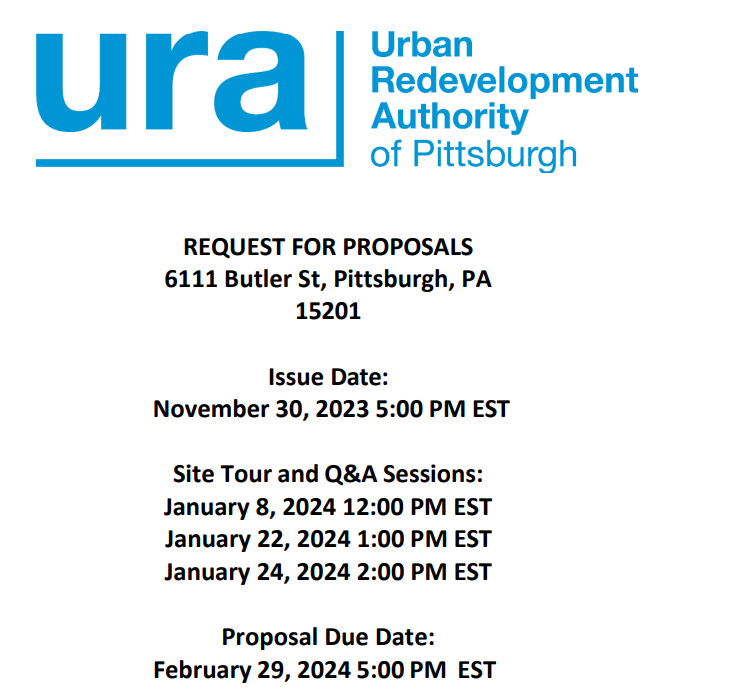 ura
Urban
Redevelopment
Authority
of Pittsburgh
REQUEST FOR PROPOSALS
6111 Butler St, Pittsburgh, PA
15201
Issue Date:
November 30, 2023 5:00 PM EST
Site Tour and Q&A Sessions:
January 8, 2024 12:00 PM EST
January 22, 2024 1:00 PM EST
January 24, 2024 2:00 PM EST
Proposal Due Date:
February 29, 2024 5:00 PM  EST